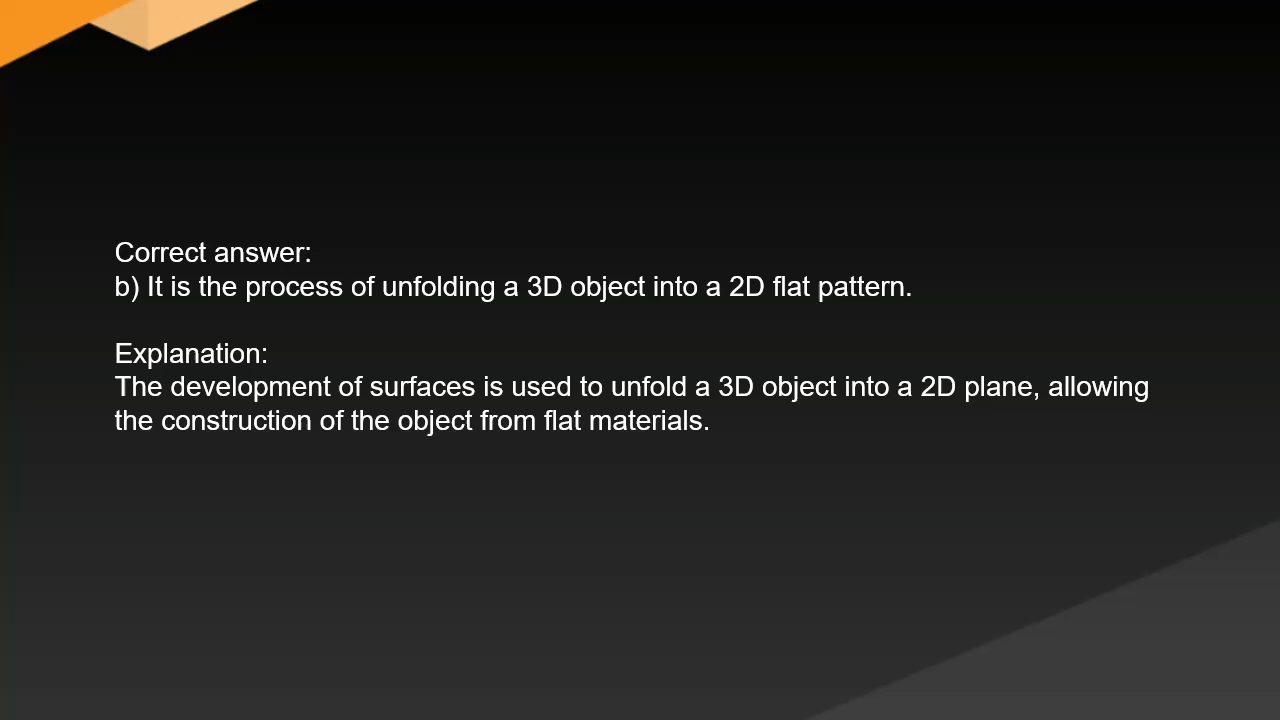 Correct answer:
b) It is the process of unfolding a 3D object into a 2D flat pattern.
Explanation:
The development of surfaces is used to unfold a 3D object into a 2D plane, allowing
the construction of the object from flat materials.